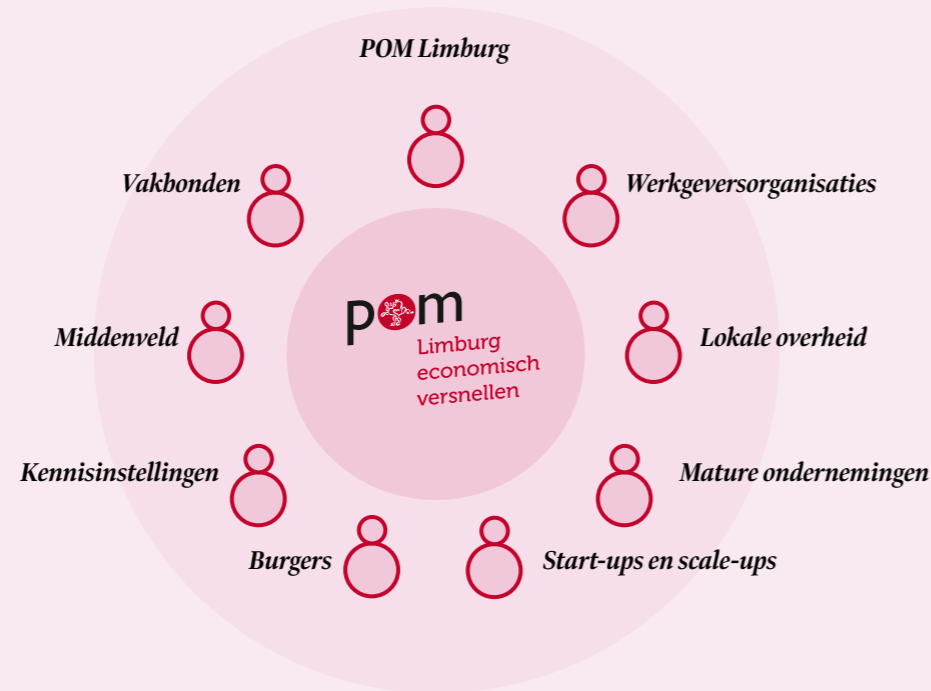 POM Limburg
Vakbonden
Werkgeversorganisaties
Middenveld
pom
Limburg
economisch
versnellen
Lokale overheid
Kennisinstellingen
Mature ondernemingen
Burgers
Start-ups en scale-ups